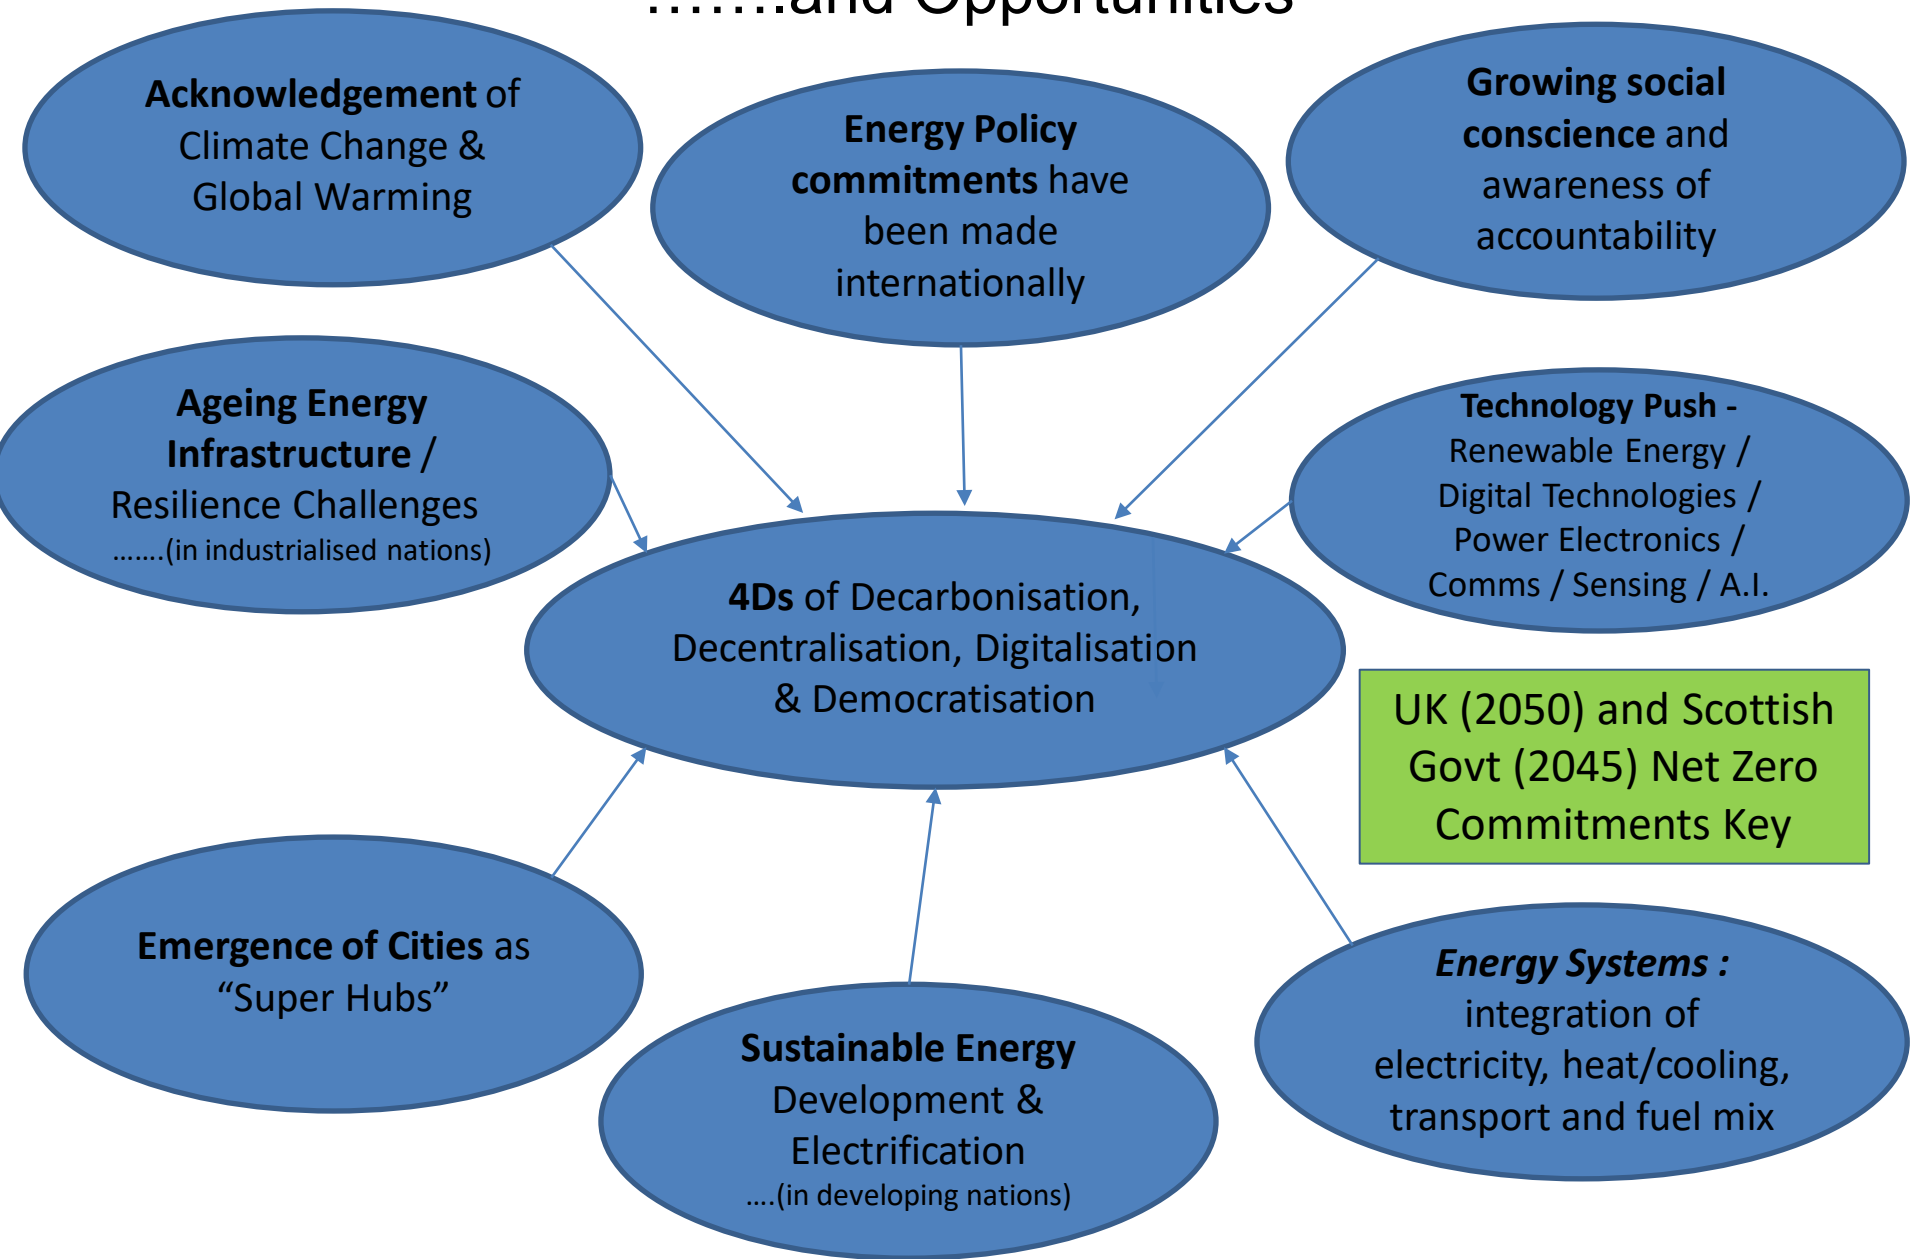 …….and Opportunities
Acknowledgement of
Climate Change &
Global Warming
Energy Policy
commitments have
been made
internationally
Growing social
conscience and
awareness of
accountability
Ageing Energy
Infrastructure /
Resilience Challenges
…….(in industrialised nations)
Technology Push -
Renewable Energy /
Digital Technologies /
Power Electronics /
Comms / Sensing / A.I.
4Ds of Decarbonisation,
Decentralisation, Digitalisation
& Democratisation
UK (2050) and Scottish
Govt (2045) Net Zero
Commitments Key
Emergence of Cities as
“Super Hubs”
Sustainable Energy
Development &
Electrification
….(in developing nations)
Energy Systems :
integration of
electricity, heat/cooling,
transport and fuel mix